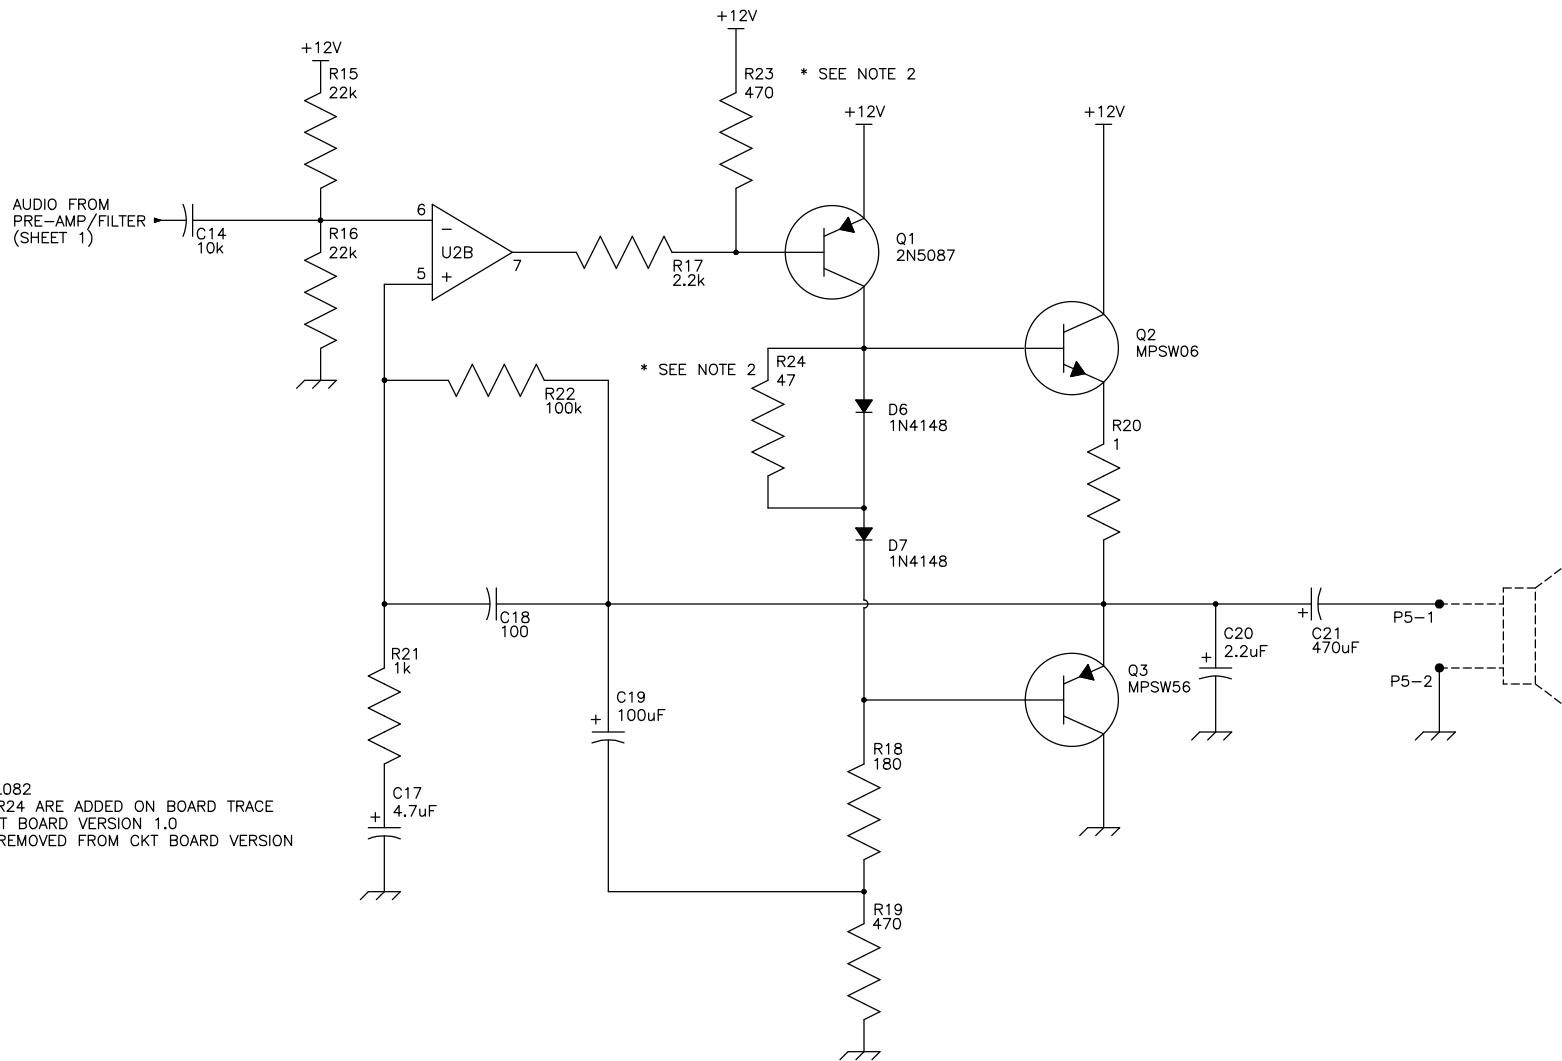 +12V
R23
470
* SEE NOTE 2
+12V
R15
22k
+12V
+12V
AUDIO FROM
PRE-AMP/FILTER
(SHEET 1)
C14
10k
R16
22k
6
-
U2B
5
+
7
R17
2.2k
Q1
2N5087
Q2
MPSW06
R22
100k
* SEE NOTE 2
R24
47
D6
1N4148
R20
1
D7
1N4148
C18
100
R21
1k
C19
+
100uF
C20
+
2.2uF
+
C21
470uF
P5-1
P5-2
Q3
MPSW56
R18
180
C17
+
4.7uF
L082
R24 ARE ADDED ON BOARD TRACE
T BOARD VERSION 1.0
REMOVED FROM CKT BOARD VERSION
R19
470